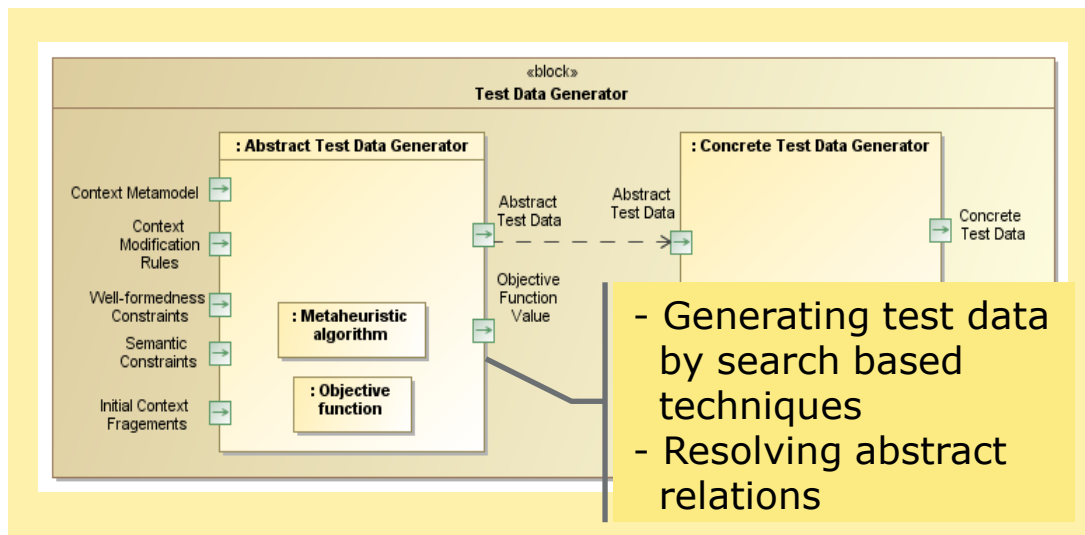 «block»
Test Data Generator
: Abstract Test Data Generator
: Concrete Test Data Generator
Context Metamodel
Context
Modification
Rules
Well-formedness
Constraints
Semantic
Constraints
Initial Context
Fragements
: Metaheuristic
algorithm
: Objective
function
Abstract
Test Data
Objective
Function
Value
Abstract
Test Data
Concrete
Test Data
- Generating test data
by search based
techniques
- Resolving abstract
relations